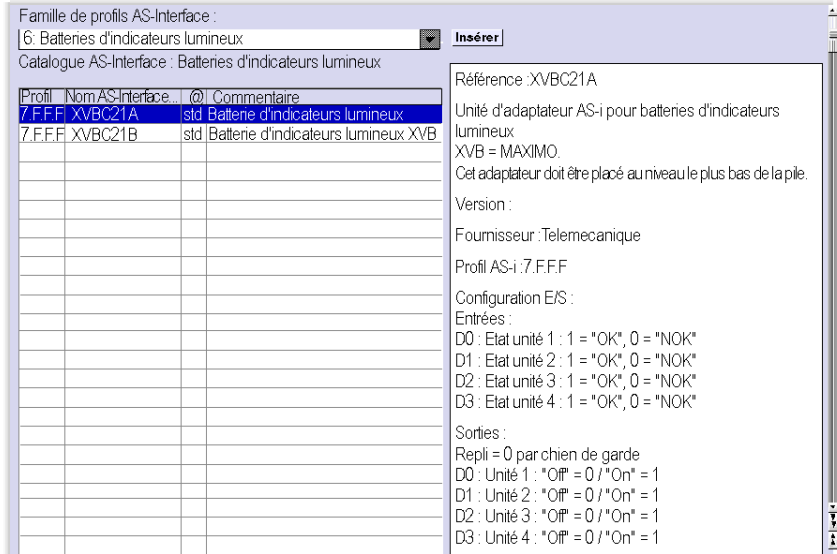 Famille de profils AS-Interface :
6: Batteries d'indicateurs lumineux
Insérer
Catalogue AS-Interface : Batteries d'indicateurs lumineux
Profil Nom AS-Interface... @ Commentaire
7.F.F.F XVBC21A std Batterie d'indicateurs lumineux
7.F.F.F XVBC21B std Batterie d'indicateurs lumineux XVB
Référence :XVBC21A
Unité d'adaptateur AS-i pour batteries d'indicateurs
lumineux
XVB = MAXIMO.
Cet adaptateur doit être placé au niveau le plus bas de la pile.
Version :
Fournisseur :Telemecanique
Profil AS-i :7.F.F.F
Configuration E/S :
Entrées :
D0 : Etat unité 1 : 1 = "OK", 0 = "NOK"
D1 : Etat unité 2 : 1 = "OK", 0 = "NOK"
D2 : Etat unité 3 : 1 = "OK", 0 = "NOK"
D3 : Etat unité 4 : 1 = "OK", 0 = "NOK"
Sorties :
Repli = 0 par chien de garde
D0 : Unité 1 : "Off" = 0 / "On" = 1
D1 : Unité 2 : "Off" = 0 / "On" = 1
D2 : Unité 3 : "Off" = 0 / "On" = 1
D3 : Unité 4 : "Off" = 0 / "On" = 1